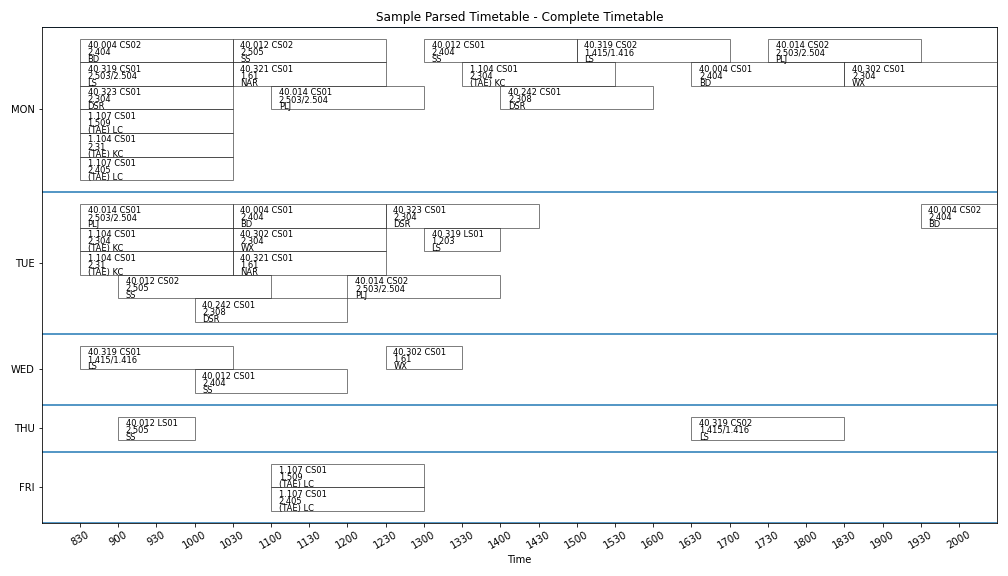 Sample Parsed Timetable - Complete Timetable
MON
40.004 CS02
2.404
BD
40.012 CS02
2.505
SS
40.012 CS01
2.404
SS
40.319 CS02
1.415/1.416
LS
40.014 CS02
2.503/2.504
PLJ
40.319 CS01
2.503/2.504
LS
40.321 CS01
1.61
NAR
1.104 CS01
2.304
(TAE) KC
40.004 CS01
2.404
BD
40.302 CS01
2.304
WX
40.323 CS01
2.304
DSR
40.014 CS01
2.503/2.504
PLJ
40.242 CS01
2.308
DSR
1.107 CS01
1.509
(TAE) LC
1.104 CS01
2.31
(TAE) KC
1.107 CS01
2.405
(TAE) LC
TUE
40.014 CS01
2.503/2.504
PLJ
40.004 CS01
2.404
BD
40.323 CS01
2.304
DSR
40.004 CS02
2.404
BD
1.104 CS01
2.304
(TAE) KC
40.302 CS01
2.304
WX
40.319 LS01
1.203
LS
1.104 CS01
2.31
(TAE) KC
40.321 CS01
1.61
NAR
40.012 CS02
2.505
SS
40.014 CS02
2.503/2.504
PLJ
40.242 CS01
2.308
DSR
WED
40.319 CS01
1.415/1.416
LS
40.302 CS01
1.61
WX
40.012 CS01
2.404
SS
THU
40.012 LS01
2.505
SS
40.319 CS02
1.415/1.416
LS
FRI
1.107 CS01
1.509
(TAE) LC
1.107 CS01
2.405
(TAE) LC
830 900 930 1000 1030 1100 1130 1200 1230 1300 1330 1400 1430 1500 1530 1600 1630 1700 1730 1800 1830 1900 1930 2000
Time